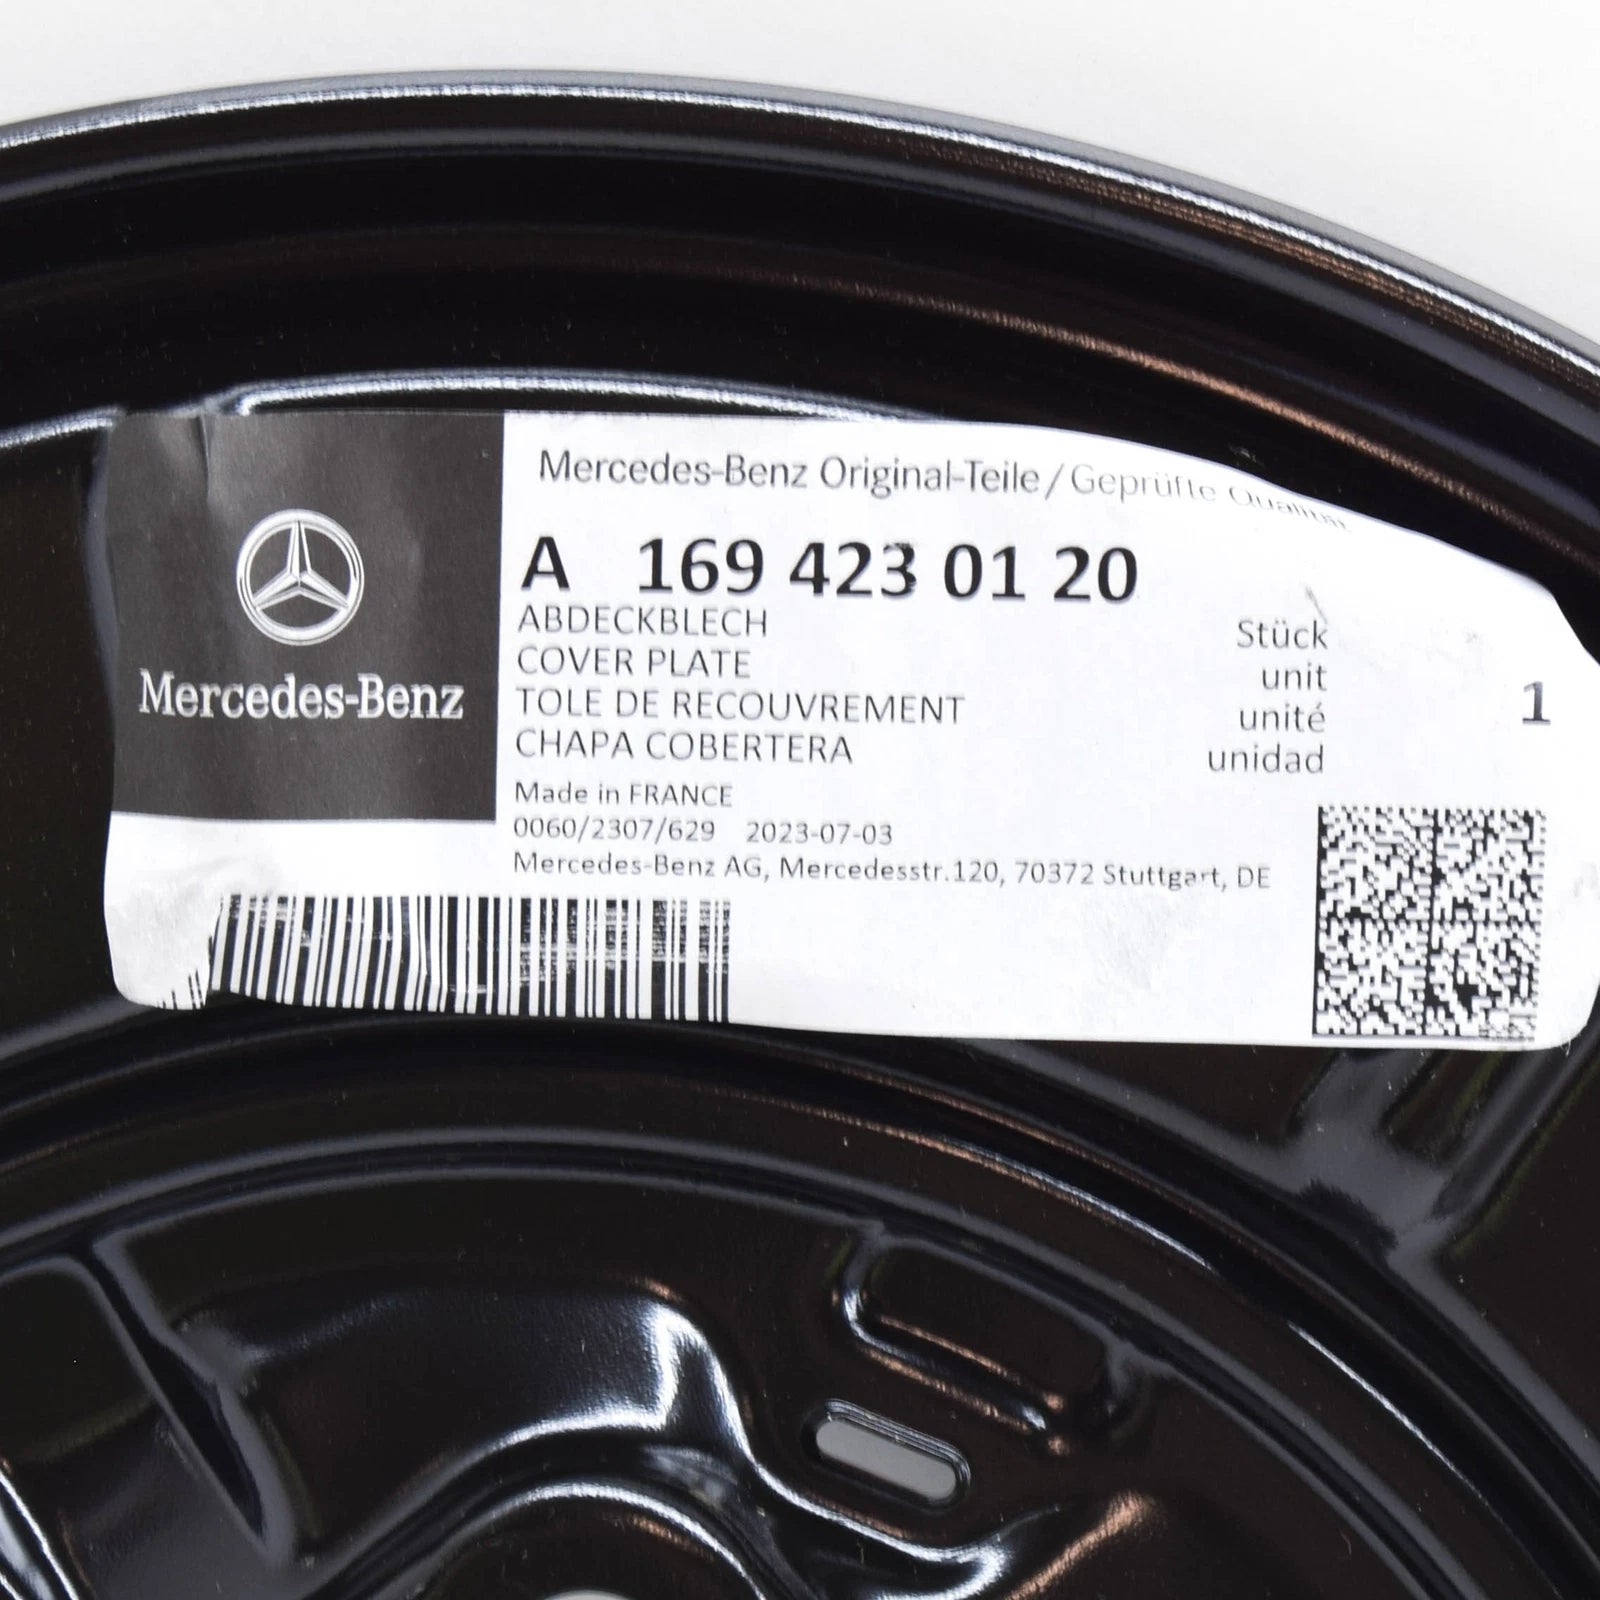 Mercedes-Benz
Mercedes-Benz Original-Teile / Geprüfte Qualität
A 169 423 01 20
ABDECKBLECH
COVER PLATE
TOLE DE RECOUVREMENT
CHAPA COBERTERA
Stück
unit
unité
unidad
1
Made in FRANCE
0060/2307/629 2023-07-03
Mercedes-Benz AG, Mercedesstr.120, 70372 Stuttgart, DE